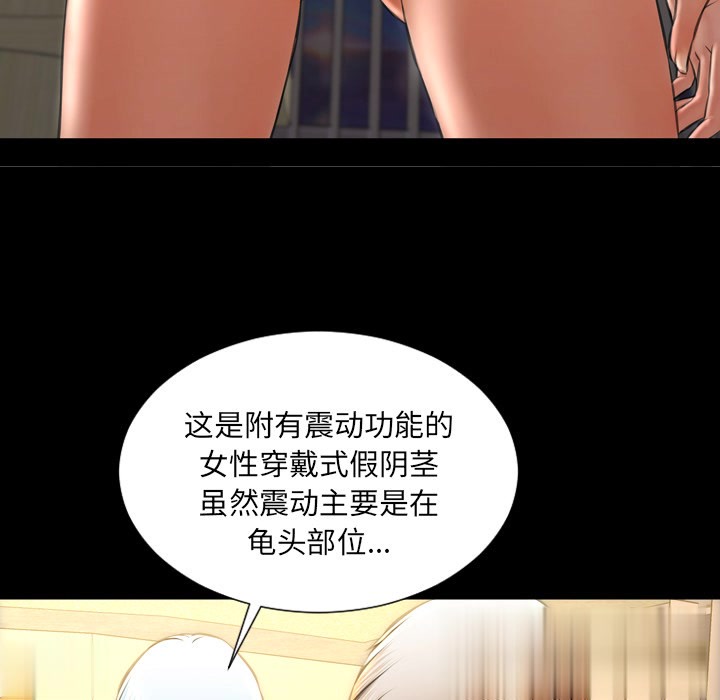 这是附有震动功能的
女性穿戴式假阴茎
虽然震动主要是在
龟头部位...